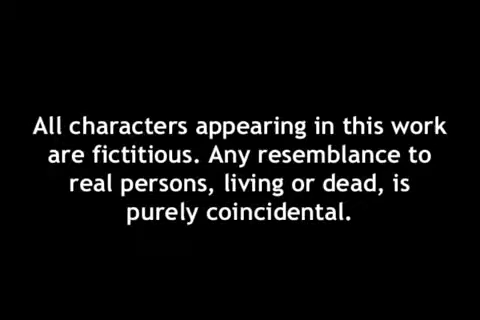 All characters appearing in this work
are fictitious. Any resemblance to
real persons, living or dead, is
purely coincidental.